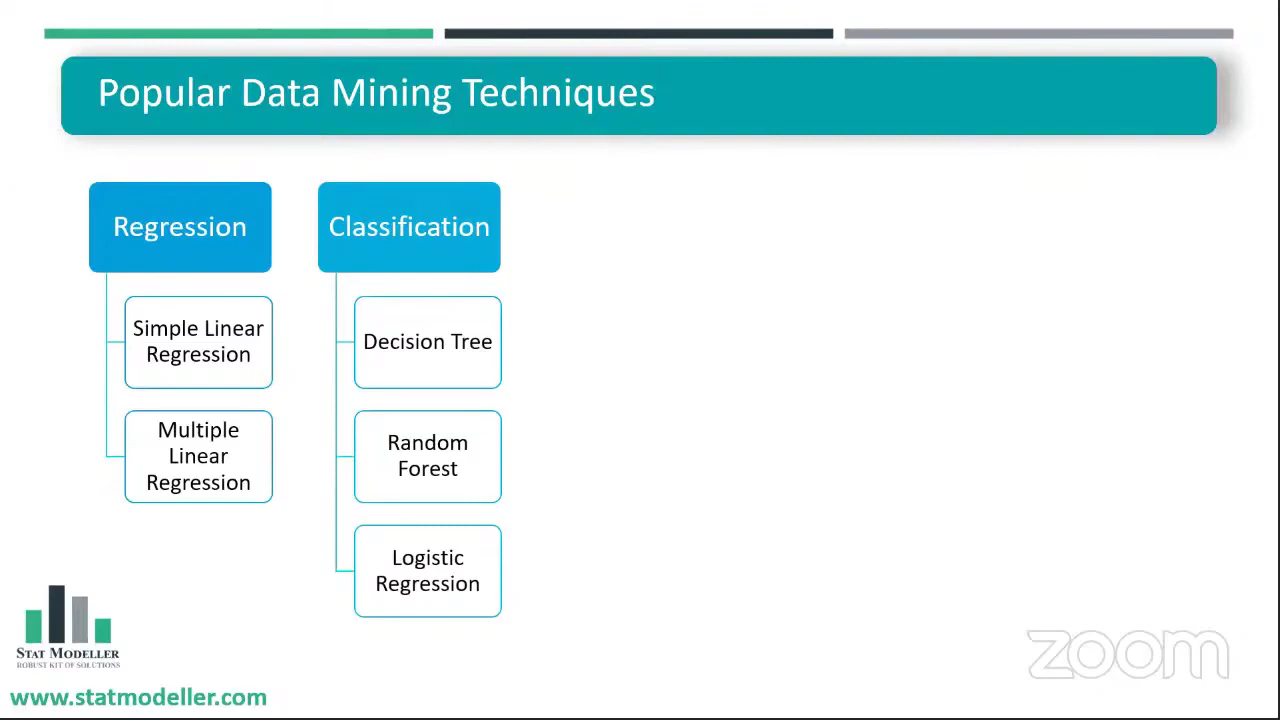 Popular Data Mining Techniques
Regression
Simple Linear
Regression
Multiple
Linear
Regression
Classification
Decision Tree
Random
Forest
Logistic
Regression
STAT MODELLER
ROBUST KIT OF SOLUTIONS
www.statmodeller.com
zoom